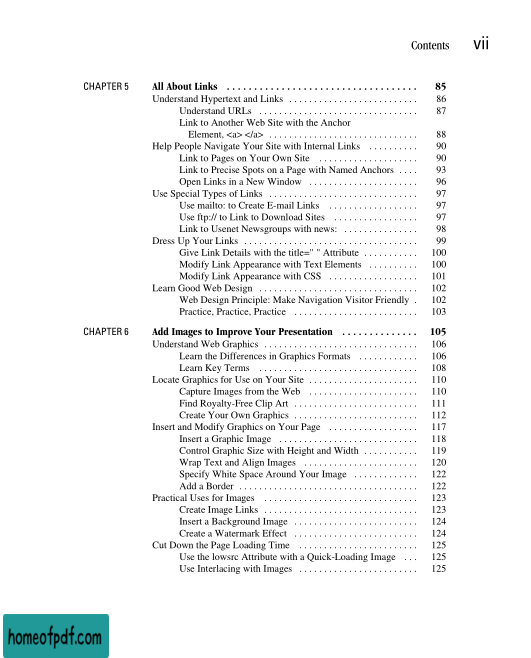 Contents vii
CHAPTER 5 All About Links . . . . . . . . . . . . . . . . . . . . . . . . . . . . . . . . . . 85
Understand Hypertext and Links . . . . . . . . . . . . . . . . . . . . . . . . . . 86
Understand URLs . . . . . . . . . . . . . . . . . . . . . . . . . . . . . . . . 87
Link to Another Web Site with the Anchor
Element, <a> </a> . . . . . . . . . . . . . . . . . . . . . . . . . . . . . . 88
Help People Navigate Your Site with Internal Links . . . . . . . . . . 90
Link to Pages on Your Own Site . . . . . . . . . . . . . . . . . . . . 90
Link to Precise Spots on a Page with Named Anchors . . . . 93
Open Links in a New Window . . . . . . . . . . . . . . . . . . . . . . 96
Use Special Types of Links . . . . . . . . . . . . . . . . . . . . . . . . . . . . . . 97
Use mailto: to Create E-mail Links . . . . . . . . . . . . . . . . . . 97
Use ftp:// to Link to Download Sites . . . . . . . . . . . . . . . . . 97
Link to Usenet Newsgroups with news: . . . . . . . . . . . . . . . 98
Dress Up Your Links . . . . . . . . . . . . . . . . . . . . . . . . . . . . . . . . . . . 99
Give Link Details with the title=" " Attribute . . . . . . . . . . . 100
Modify Link Appearance with Text Elements . . . . . . . . . . 100
Modify Link Appearance with CSS . . . . . . . . . . . . . . . . . . 101
Learn Good Web Design . . . . . . . . . . . . . . . . . . . . . . . . . . . . . . . . 102
Web Design Principle: Make Navigation Visitor Friendly . 102
Practice, Practice, Practice . . . . . . . . . . . . . . . . . . . . . . . . . 103
CHAPTER 6 Add Images to Improve Your Presentation . . . . . . . . . . . . . . 105
Understand Web Graphics . . . . . . . . . . . . . . . . . . . . . . . . . . . . . . . 106
Learn the Differences in Graphics Formats . . . . . . . . . . . . 106
Learn Key Terms . . . . . . . . . . . . . . . . . . . . . . . . . . . . . . . . 108
Locate Graphics for Use on Your Site . . . . . . . . . . . . . . . . . . . . . . 110
Capture Images from the Web . . . . . . . . . . . . . . . . . . . . . . 110
Find Royalty-Free Clip Art . . . . . . . . . . . . . . . . . . . . . . . . . 111
Create Your Own Graphics . . . . . . . . . . . . . . . . . . . . . . . . . 112
Insert and Modify Graphics on Your Page . . . . . . . . . . . . . . . . . . 117
Insert a Graphic Image . . . . . . . . . . . . . . . . . . . . . . . . . . . . 118
Control Graphic Size with Height and Width . . . . . . . . . . . 119
Wrap Text and Align Images . . . . . . . . . . . . . . . . . . . . . . . 120
Specify White Space Around Your Image . . . . . . . . . . . . . 122
Add a Border . . . . . . . . . . . . . . . . . . . . . . . . . . . . . . . . . . . . 122
Practical Uses for Images . . . . . . . . . . . . . . . . . . . . . . . . . . . . . . . 123
Create Image Links . . . . . . . . . . . . . . . . . . . . . . . . . . . . . . . 123
Insert a Background Image . . . . . . . . . . . . . . . . . . . . . . . . . 124
Create a Watermark Effect . . . . . . . . . . . . . . . . . . . . . . . . . 124
Cut Down the Page Loading Time . . . . . . . . . . . . . . . . . . . . . . . . 125
Use the lowsrc Attribute with a Quick-Loading Image . . . 125
Use Interlacing with Images . . . . . . . . . . . . . . . . . . . . . . . . 125
homeofpdf.com